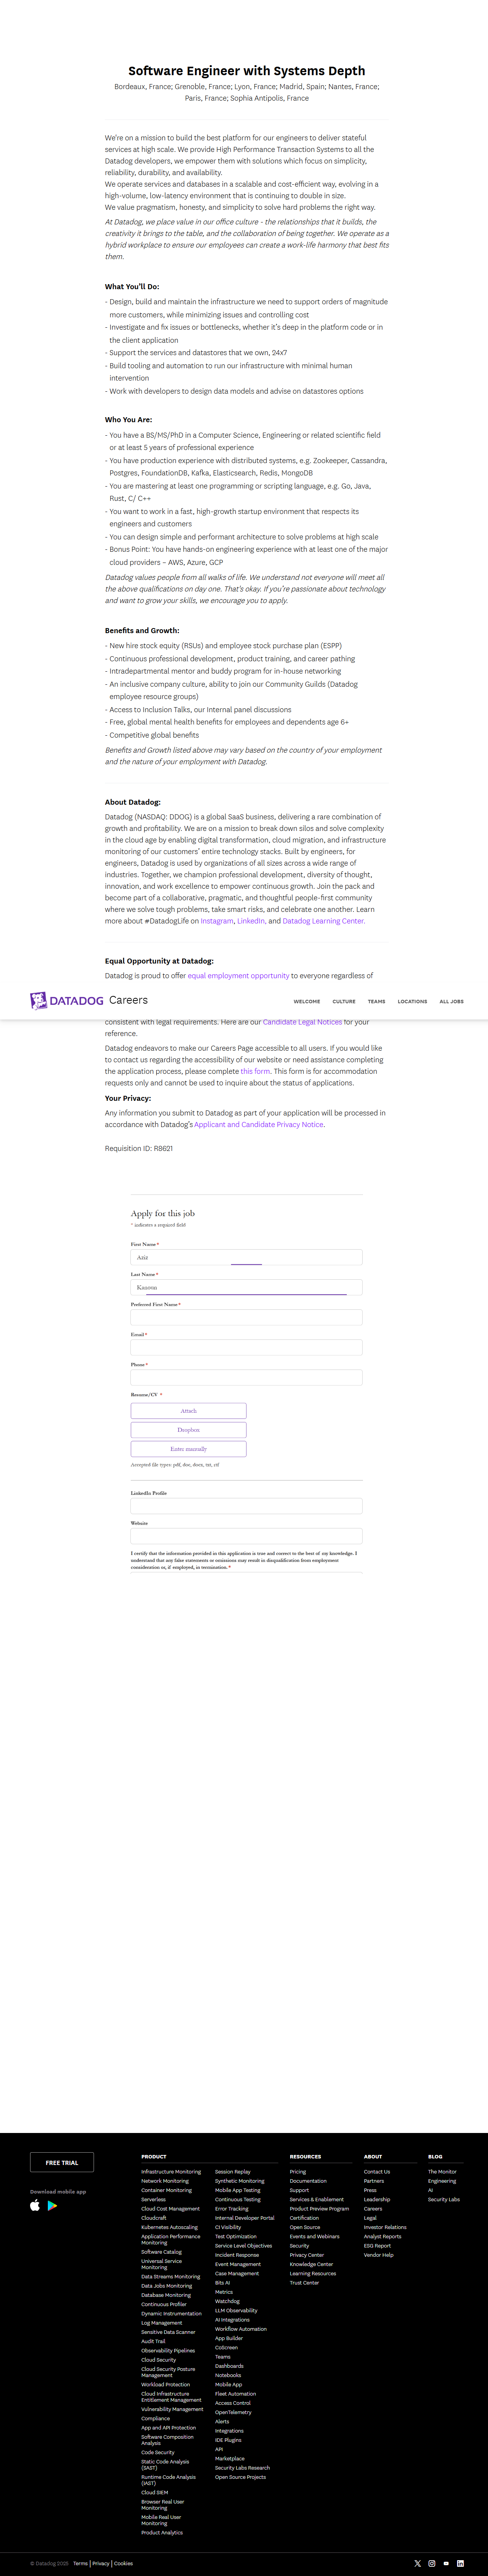 Software Engineer with Systems Depth
Bordeaux, France; Grenoble, France; Lyon, France; Madrid, Spain; Nantes, France;
Paris, France; Sophia Antipolis, France
We're on a mission to build the best platform for our engineers to deliver stateful
services at high scale. We provide High Performance Transaction Systems to all the
Datadog developers, we empower them with solutions which focus on simplicity,
reliability, durability, and availability.
We operate services and databases in a scalable and cost-efficient way, evolving in a
high-volume, low-latency environment that is continuing to double in size.
We value pragmatism, honesty, and simplicity to solve hard problems the right way.
At Datadog, we place value in our office culture - the relationships that it builds, the
creativity it brings to the table, and the collaboration of being together. We operate as a
hybrid workplace to ensure our employees can create a work-life harmony that best fits
them.
What You'll Do:
- Design, build and maintain the infrastructure we need to support orders of magnitude
more customers, while minimizing issues and controlling cost
- Investigate and fix issues or bottlenecks, whether it's deep in the platform code or in
the client application
- Support the services and datastores that we own, 24x7
- Build tooling and automation to run our infrastructure with minimal human
intervention
- Work with developers to design data models and advise on datastores options
Who You Are:
- You have a BS/MS/PhD in a Computer Science, Engineering or related scientific field
or at least 5 years of professional experience
- You have production experience with distributed systems, e.g. Zookeeper, Cassandra,
Postgres, FoundationDB, Kafka, Elasticsearch, Redis, MongoDB
- You are mastering at least one programming or scripting language, e.g. Go, Java,
Rust, C/ C++
- You want to work in a fast, high-growth startup environment that respects its
engineers and customers
- You can design simple and performant architecture to solve problems at high scale
- Bonus Point: You have hands-on engineering experience with at least one of the major
cloud providers – AWS, Azure, GCP
Datadog values people from all walks of life. We understand not everyone will meet all
the above qualifications on day one. That's okay. If you're passionate about technology
and want to grow your skills, we encourage you to apply.
Benefits and Growth:
- New hire stock equity (RSUs) and employee stock purchase plan (ESPP)
- Continuous professional development, product training, and career pathing
- Intradepartmental mentor and buddy program for in-house networking
- An inclusive company culture, ability to join our Community Guilds (Datadog
employee resource groups)
- Access to Inclusion Talks, our Internal panel discussions
- Free, global mental health benefits for employees and dependents age 6+
- Competitive global benefits
Benefits and Growth listed above may vary based on the country of your employment
and the nature of your employment with Datadog.
About Datadog:
Datadog (NASDAQ: DDOG) is a global SaaS business, delivering a rare combination of
growth and profitability. We are on a mission to break down silos and solve complexity
in the cloud age by enabling digital transformation, cloud migration, and infrastructure
monitoring of our customers' entire technology stacks. Built by engineers, for
engineers, Datadog is used by organizations of all sizes across a wide range of
industries. Together, we champion professional development, diversity of thought,
innovation, and work excellence to empower continuous growth. Join the pack and
become part of a collaborative, pragmatic, and thoughtful people-first community
where we solve tough problems, take smart risks, and celebrate one another. Learn
more about #DatadogLife on Instagram, LinkedIn, and Datadog Learning Center.
Equal Opportunity at Datadog:
Datadog is proud to offer equal employment opportunity to everyone regardless of
DATADOG Careers
WELCOME CULTURE TEAMS LOCATIONS ALL JOBS
consistent with legal requirements. Here are our Candidate Legal Notices for your
reference.
Datadog endeavors to make our Careers Page accessible to all users. If you would like
to contact us regarding the accessibility of our website or need assistance completing
the application process, please complete this form. This form is for accommodation
requests only and cannot be used to inquire about the status of applications.
Your Privacy:
Any information you submit to Datadog as part of your application will be processed in
accordance with Datadog's Applicant and Candidate Privacy Notice.
Requisition ID: R8621
Apply for this job
* indicates a required field
First Name *
Aziz
Last Name *
Kaaoun
Preferred First Name *
Email *
Phone *
Resume/CV *
Attach
Dropbox
Enter manually
Accepted file types: pdf, doc, docx, txt, rtf
LinkedIn Profile
Website
I certify that the information provided in this application is true and correct to the best of my knowledge. I
understand that any false statements or omissions may result in disqualification from employment
consideration or, if employed, in termination. *
FREE TRIAL
Download mobile app
PRODUCT
Infrastructure Monitoring
Network Monitoring
Container Monitoring
Serverless
Cloud Cost Management
Cloudcraft
Kubernetes Autoscaling
Application Performance
Monitoring
Software Catalog
Universal Service
Monitoring
Data Streams Monitoring
Data Jobs Monitoring
Database Monitoring
Continuous Profiler
Dynamic Instrumentation
Log Management
Sensitive Data Scanner
Audit Trail
Observability Pipelines
Cloud Security
Cloud Security Posture
Management
Workload Protection
Cloud Infrastructure
Entitlement Management
Vulnerability Management
Compliance
App and API Protection
Software Composition
Analysis
Code Security
Static Code Analysis
(SAST)
Runtime Code Analysis
(IAST)
Cloud SIEM
Browser Real User
Monitoring
Mobile Real User
Monitoring
Product Analytics
Session Replay
Synthetic Monitoring
Mobile App Testing
Continuous Testing
Error Tracking
Internal Developer Portal
CI Visibility
Test Optimization
Service Level Objectives
Incident Response
Event Management
Case Management
Bits AI
Metrics
Watchdog
LLM Observability
AI Integrations
Workflow Automation
App Builder
CoScreen
Teams
Dashboards
Notebooks
Mobile App
Fleet Automation
Access Control
OpenTelemetry
Alerts
Integrations
IDE Plugins
API
Marketplace
Security Labs Research
Open Source Projects
RESOURCES
Pricing
Documentation
Support
Services & Enablement
Product Preview Program
Certification
Open Source
Events and Webinars
Security
Privacy Center
Knowledge Center
Learning Resources
Trust Center
ABOUT
Contact Us
Partners
Press
Leadership
Careers
Legal
Investor Relations
Analyst Reports
ESG Report
Vendor Help
BLOG
The Monitor
Engineering
AI
Security Labs
© Datadog 2025 Terms | Privacy | Cookies